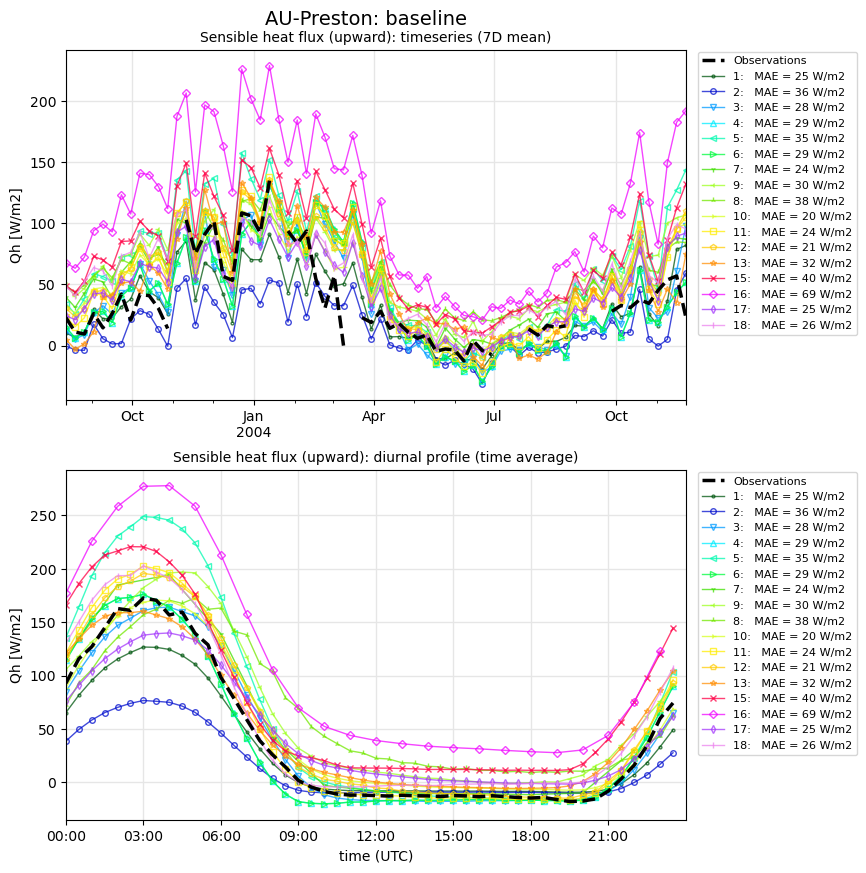 AU-Preston: baseline
Sensible heat flux (upward): timeseries (7D mean)
Qh [W/m2]
200
150
100
50
0
Oct
Jan
2004
Apr
Jul
Oct
Observations
1: MAE = 25 W/m2
2: MAE = 36 W/m2
3: MAE = 28 W/m2
4: MAE = 29 W/m2
5: MAE = 35 W/m2
6: MAE = 29 W/m2
7: MAE = 24 W/m2
9: MAE = 30 W/m2
8: MAE = 38 W/m2
10: MAE = 20 W/m2
11: MAE = 24 W/m2
12: MAE = 21 W/m2
13: MAE = 32 W/m2
15: MAE = 40 W/m2
16: MAE = 69 W/m2
17: MAE = 25 W/m2
18: MAE = 26 W/m2
Sensible heat flux (upward): diurnal profile (time average)
Qh [W/m2]
250
200
150
100
50
0
00:00
03:00
06:00
09:00
12:00
15:00
18:00
21:00
time (UTC)
Observations
1: MAE = 25 W/m2
2: MAE = 36 W/m2
3: MAE = 28 W/m2
4: MAE = 29 W/m2
5: MAE = 35 W/m2
6: MAE = 29 W/m2
7: MAE = 24 W/m2
9: MAE = 30 W/m2
8: MAE = 38 W/m2
10: MAE = 20 W/m2
11: MAE = 24 W/m2
12: MAE = 21 W/m2
13: MAE = 32 W/m2
15: MAE = 40 W/m2
16: MAE = 69 W/m2
17: MAE = 25 W/m2
18: MAE = 26 W/m2